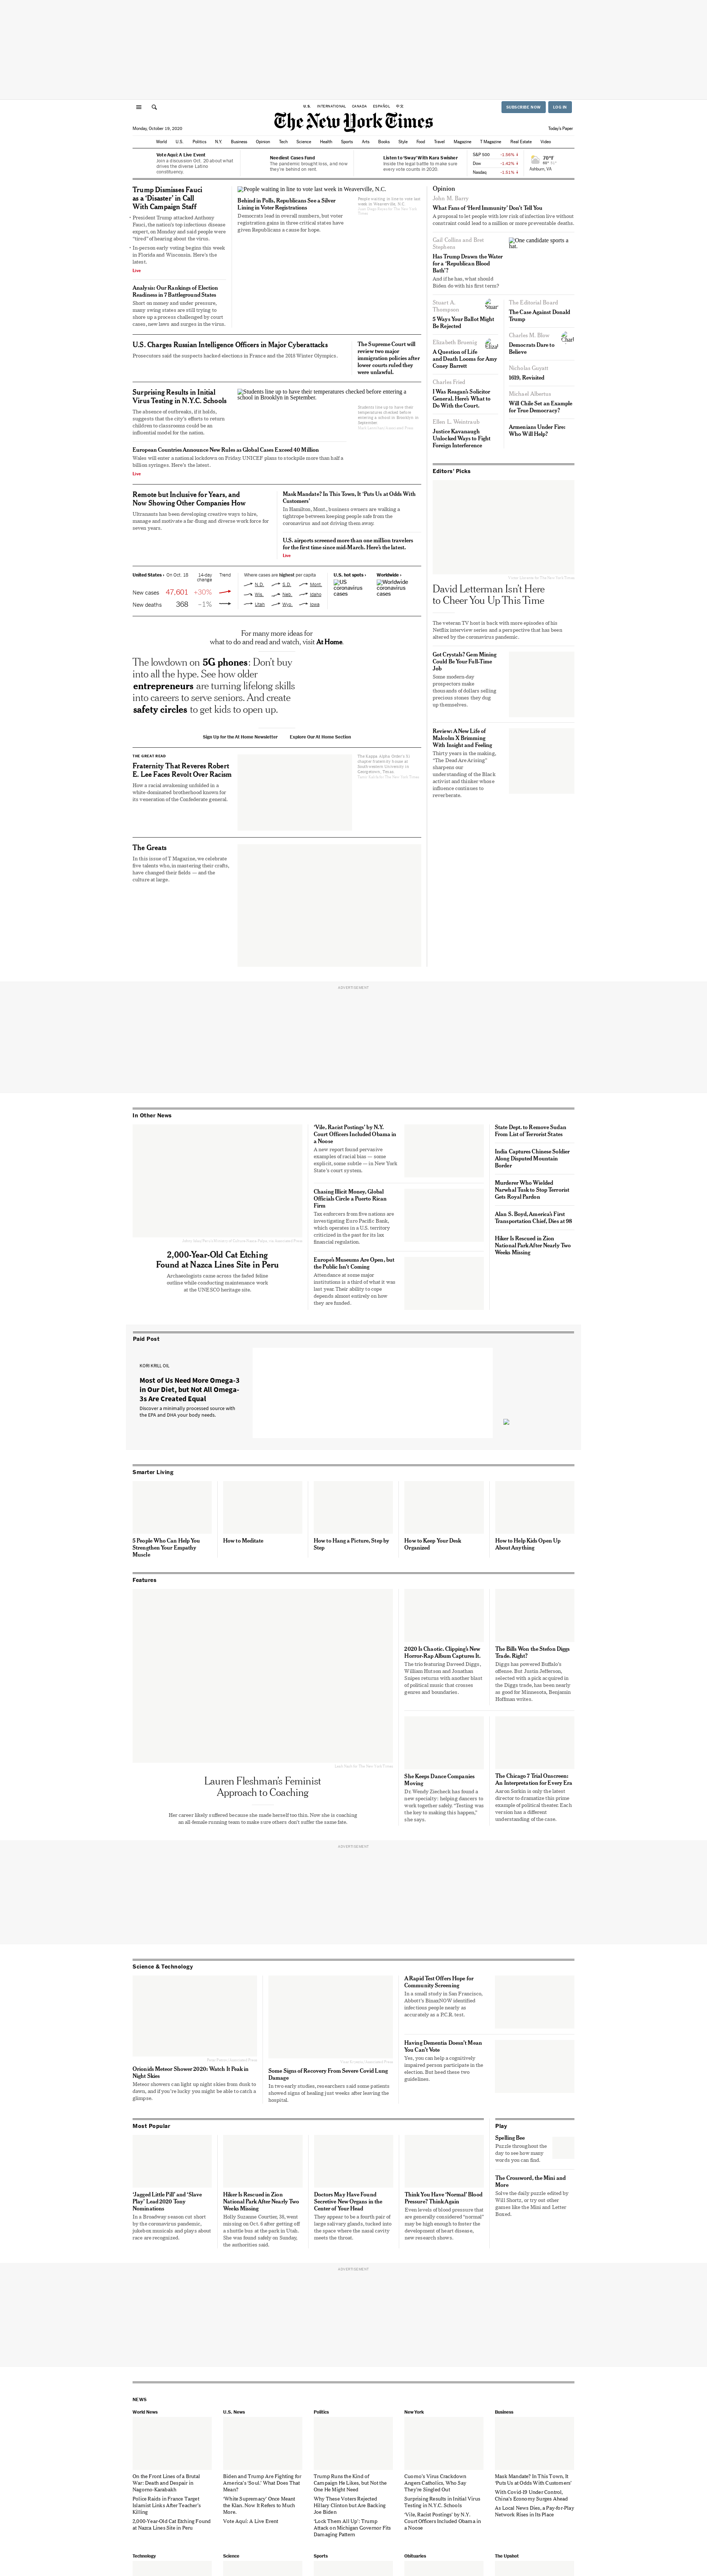 U.S.
INTERNATIONAL
CANADA
ESPAÑOL
中文
SUBSCRIBE NOW
LOG IN
The New York Times
Monday, October 19, 2020
Today's Paper
World U.S. Politics N.Y. Business Opinion Tech Science Health Sports Arts Books Style Food Travel Magazine T Magazine Real Estate Video
Vote Aqui: A Live Event
Join a discussion Oct. 20 about what
drives the diverse Latino
constituency.
Neediest Cases Fund
The pandemic brought loss, and now
they're behind on rent.
Listen to 'Sway' With Kara Swisher
Inside the legal battle to make sure
every vote counts in 2020.
S&P 500
Dow
Nasdaq
70°F
Ashburn, VA
Trump Dismisses Fauci
as a 'Disaster' in Call
With Campaign Staff
President Trump attacked Anthony
Fauci, the nation's top infectious disease
expert, on Monday and said people were
"tired" of hearing about the virus.
In-person early voting begins this week
in Florida and Wisconsin. Here's the
latest.
Live
Analysis: Our Rankings of Election
Readiness in 7 Battleground States
Short on money and under pressure,
many swing states are still trying to
shore up a process challenged by court
cases, new laws and surges in the virus.
People waiting in line to vote last week in Weaverville, N.C.
Behind in Polls, Republicans See a Silver
Lining in Voter Registrations
Democrats lead in overall numbers, but voter
registration gains in three critical states have
given Republicans a cause for hope.
People waiting in line to vote last
week in Weaverville, N.C.
U.S. Charges Russian Intelligence Officers in Major Cyberattacks
Prosecutors said the suspects hacked elections in France and the 2018 Winter Olympics.
The Supreme Court will
review two major
immigration policies after
lower courts ruled they
were unlawful.
Surprising Results in Initial
Virus Testing in N.Y.C. Schools
The absence of outbreaks, if it holds,
suggests that the city's efforts to return
children to classrooms could be an
influential model for the nation.
Students line up to have their temperatures checked before entering a
school in Brooklyn in September.
Students line up to have their
temperatures checked before
entering a school in Brooklyn in
September.
European Countries Announce New Rules as Global Cases Exceed 40 Million
Wales will enter a national lockdown on Friday. UNICEF plans to stockpile more than half a
billion syringes. Here's the latest.
Live
Remote but Inclusive for Years, and
Now Showing Other Companies How
Ultranauts has been developing creative ways to hire,
manage and motivate a far-flung and diverse work force for
seven years.
Mask Mandate? In This Town, It 'Puts Us at Odds With
Customers'
In Hamilton, Mont., business owners are walking a
tightrope between keeping people safe from the
coronavirus and not driving them away.
U.S. airports screened more than one million travelers
for the first time since mid-March. Here's the latest.
Live
United States › On Oct. 18 14-day
change Trend
New cases 47,601 +30%
New deaths 368 –1%
Where cases are highest per capita
N.D. S.D. Mont.
Wis. Neb. Idaho
Utah Wyo. Iowa
U.S. hot spots ›
US
coronavirus
cases
Worldwide ›
Worldwide
coronavirus
cases
For many more ideas for
what to do and read and watch, visit At Home.
The lowdown on 5G phones: Don't buy
into all the hype. See how older
entrepreneurs are turning lifelong skills
into careers to serve seniors. And create
safety circles to get kids to open up.
Sign Up for the At Home Newsletter
Explore Our At Home Section
THE GREAT READ
Fraternity That Reveres Robert
E. Lee Faces Revolt Over Racism
How a racial awakening unfolded in a
white-dominated brotherhood known for
its veneration of the Confederate general.
The Greats
In this issue of T Magazine, we celebrate
five talents who, in mastering their crafts,
have changed their fields — and the
culture at large.
Opinion
John M. Barry
What Fans of 'Herd Immunity' Don't Tell You
A proposal to let people with low risk of infection live without
constraint could lead to a million or more preventable deaths.
Gail Collins and Bret
Stephens
Has Trump Drawn the Water
for a 'Republican Blood
Bath'?
And if he has, what should
Biden do with his first term?
One candidate sports a
hat.
Stuart A.
Thompson
5 Ways Your Ballot Might
Be Rejected
Elizabeth Bruenig
A Question of Life
and Death Looms for Amy
Coney Barrett
Charles Fried
I Was Reagan's Solicitor
General. Here's What to
Do With the Court.
Ellen L. Weintraub
Justice Kavanaugh
Unlocked Ways to Fight
Foreign Interference
The Editorial Board
The Case Against Donald
Trump
Charles M. Blow
Democrats Dare to
Believe
Nicholas Guyatt
1619, Revisited
Michael Albertus
Will Chile Set an Example
for True Democracy?
Armenians Under Fire:
Who Will Help?
Editors' Picks
David Letterman Isn't Here
to Cheer You Up This Time
The veteran TV host is back with more episodes of his
Netflix interview series and a perspective that has been
altered by the coronavirus pandemic.
Got Crystals? Gem Mining
Could Be Your Full-Time
Job
Some modern-day
prospectors make
thousands of dollars selling
precious stones they dug
up themselves.
Review: A New Life of
Malcolm X Brimming
With Insight and Feeling
Thirty years in the making,
"The Dead Are Arising"
sharpens our
understanding of the Black
activist and thinker whose
influence continues to
reverberate.
ADVERTISEMENT
In Other News
2,000-Year-Old Cat Etching
Found at Nazca Lines Site in Peru
Archaeologists came across the faded feline
outline while conducting maintenance work
at the UNESCO heritage site.
'Vile, Racist Postings' by N.Y.
Court Officers Included Obama in
a Noose
A new report found pervasive
examples of racial bias — some
explicit, some subtle — in New York
State's court system.
Chasing Illicit Money, Global
Officials Circle a Puerto Rican
Firm
Tax enforcers from five nations are
investigating Euro Pacific Bank,
which operates in a U.S. territory
criticized in the past for its lax
financial regulation.
Europe's Museums Are Open, but
the Public Isn't Coming
Attendance at some major
institutions is a third of what it was
last year. Their ability to cope
depends almost entirely on how
they are funded.
State Dept. to Remove Sudan
From List of Terrorist States
India Captures Chinese Soldier
Along Disputed Mountain
Border
Murderer Who Wielded
Narwhal Tusk to Stop Terrorist
Gets Royal Pardon
Alan S. Boyd, America's First
Transportation Chief, Dies at 98
Hiker Is Rescued in Zion
National Park After Nearly Two
Weeks Missing
Paid Post
KORI KRILL OIL
Most of Us Need More Omega-3
in Our Diet, but Not All Omega-
3s Are Created Equal
Discover a minimally processed source with
the EPA and DHA your body needs.
Smarter Living
5 People Who Can Help You
Strengthen Your Empathy
Muscle
How to Meditate
How to Hang a Picture, Step by
Step
How to Keep Your Desk
Organized
How to Help Kids Open Up
About Anything
Features
Lauren Fleshman's Feminist
Approach to Coaching
Her career likely suffered because she made herself too thin. Now she is coaching
an all-female running team to make sure others don't suffer the same fate.
2020 Is Chaotic. Clipping's New
Horror-Rap Album Captures It.
The trio featuring Daveed Diggs,
William Hutson and Jonathan
Snipes returns with another blast
of political music that crosses
genres and boundaries.
The Bills Won the Stefon Diggs
Trade. Right?
Diggs has powered Buffalo's
offense. But Justin Jefferson,
selected with a pick acquired in
the Diggs trade, has been nearly
as good for Minnesota, Benjamin
Hoffman writes.
She Keeps Dance Companies
Moving
Dr. Wendy Ziecheck has found a
new specialty: helping dancers to
work together safely. "Testing was
the key to making this happen,"
she says.
The Chicago 7 Trial Onscreen:
An Interpretation for Every Era
Aaron Sorkin is only the latest
director to dramatize this prime
example of political theater. Each
version has a different
understanding of the case.
ADVERTISEMENT
Science & Technology
Orionids Meteor Shower 2020: Watch It Peak in
Night Skies
Meteor showers can light up night skies from dusk to
dawn, and if you're lucky you might be able to catch a
glimpse.
Some Signs of Recovery From Severe Covid Lung
Damage
In two early studies, researchers said some patients
showed signs of healing just weeks after leaving the
hospital.
A Rapid Test Offers Hope for
Community Screening
In a small study in San Francisco,
Abbott's BinaxNOW identified
infectious people nearly as
accurately as a P.C.R. test.
Having Dementia Doesn't Mean
You Can't Vote
Yes, you can help a cognitively
impaired person participate in the
election. But heed these two
guidelines.
Most Popular
'Jagged Little Pill' and 'Slave
Play' Lead 2020 Tony
Nominations
In a Broadway season cut short
by the coronavirus pandemic,
jukebox musicals and plays about
race are recognized.
Hiker Is Rescued in Zion
National Park After Nearly Two
Weeks Missing
Holly Suzanne Courtier, 38, went
missing on Oct. 6 after getting off
a shuttle bus at the park in Utah.
She was found safely on Sunday,
the authorities said.
Doctors May Have Found
Secretive New Organs in the
Center of Your Head
They appear to be a fourth pair of
large salivary glands, tucked into
the space where the nasal cavity
meets the throat.
Think You Have 'Normal' Blood
Pressure? Think Again
Even levels of blood pressure that
are generally considered "normal"
may be high enough to foster the
development of heart disease,
new research shows.
Play
Spelling Bee
Puzzle throughout the
day to see how many
words you can find.
The Crossword, the Mini and
More
Solve the daily puzzle edited by
Will Shortz, or try out other
games like the Mini and Letter
Boxed.
ADVERTISEMENT
NEWS
World News
On the Front Lines of a Brutal
War: Death and Despair in
Nagorno-Karabakh
Police Raids in France Target
Islamist Links After Teacher's
Killing
2,000-Year-Old Cat Etching Found
at Nazca Lines Site in Peru
U.S. News
Biden and Trump Are Fighting for
America's 'Soul.' What Does That
Mean?
'White Supremacy' Once Meant
the Klan. Now It Refers to Much
More.
Vote Aquí: A Live Event
Politics
Trump Runs the Kind of
Campaign He Likes, but Not the
One He Might Need
Why These Voters Rejected
Hillary Clinton but Are Backing
Joe Biden
'Lock Them All Up': Trump
Attack on Michigan Governor Fits
Damaging Pattern
New York
Cuomo's Virus Crackdown
Angers Catholics, Who Say
They're Singled Out
Surprising Results in Initial Virus
Testing in N.Y.C. Schools
'Vile, Racist Postings' by N.Y.
Court Officers Included Obama in
a Noose
Business
Mask Mandate? In This Town, It
'Puts Us at Odds With Customers'
With Covid-19 Under Control,
China's Economy Surges Ahead
As Local News Dies, a Pay-for-Play
Network Rises in Its Place
Technology
Science
Sports
Obituaries
The Upshot